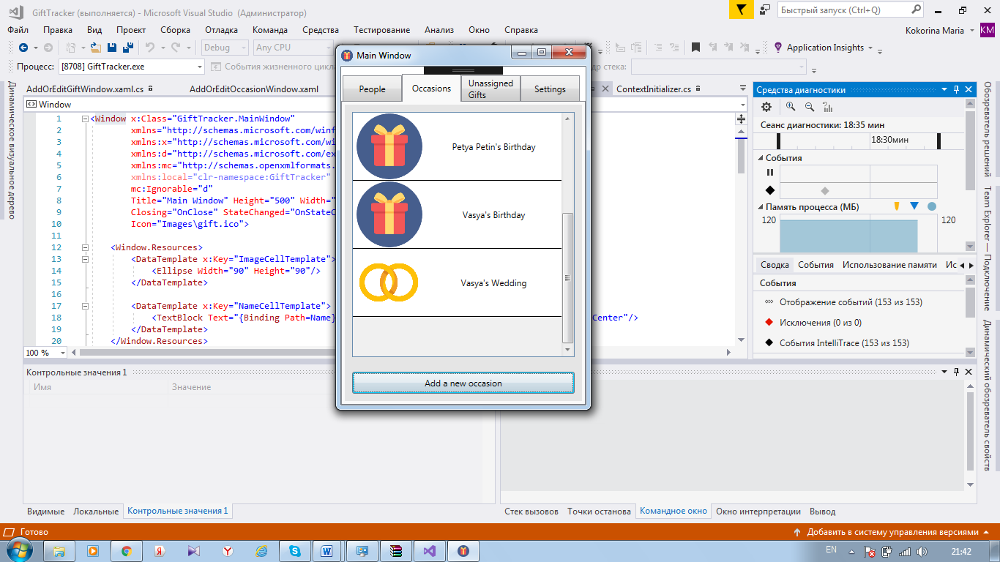 GiftTracker (выполняется) - Microsoft Visual Studio (Администратор)
Быстрый запуск (Ctrl+Q)
Файл Правка Вид Проект Сборка Отладка Команда Средства Тестирование Анализ Окно Справка
Kokorina Maria KM
Debug Any CPU
Application Insights
Процесс: [8708] GiftTracker.exe
События жизненного
стека:
AddOrEditGiftWindow.xaml.cs AddOrEditOccasionWindow.xaml ContextInitializer.cs
Window
1 <Window x:Class="GiftTracker.MainWindow"
2 xmlns="http://schemas.microsoft.com/winf
3 xmlns:x="http://schemas.microsoft.com/wi
4 xmlns:d="http://schemas.microsoft.com/ex
5 xmlns:mc="http://schemas.openxmlformats.
6 xmlns:local="clr-namespace:GiftTracker"
7 mc:Ignorable="d"
8 Title="Main Window" Height="500" Width="
9 Closing="OnClose" StateChanged="OnStateC
10 Icon="Images\gift.ico">
11
12 <Window.Resources>
13 <DataTemplate x:Key="ImageCellTemplate">
14 <Ellipse Width="90" Height="90"/>
15 </DataTemplate>
16
17 <DataTemplate x:Key="NameCellTemplate">
18 <TextBlock Text="{Binding Path=Name} Center"/>
19 </DataTemplate>
20 </Window.Resources>
100 %
Main Window
People
Occasions
Unassigned
Gifts
Settings
Petya Petin's Birthday
Vasya's Birthday
Vasya's Wedding
Add a new occasion
Средства диагностики
Сеанс диагностики: 18:35 мин
18:30мин
События
Память процесса (МБ)
120 120
Сводка События Использование памяти Ис
События
Отображение событий (153 из 153)
Исключения (0 из 0)
События IntelliTrace (153 из 153)
Динамическое визуальное дерево
Обозреватель решений
Team Explorer — Подключение
Динамический обозреватель свойств
Контрольные значения 1
Имя Значение
Видимые Локальные Контрольные значения 1
Стек вызовов Точки останова Командное окно Окно интерпретации Вывод
Готово
Добавить в систему управления версиями
EN 21:42